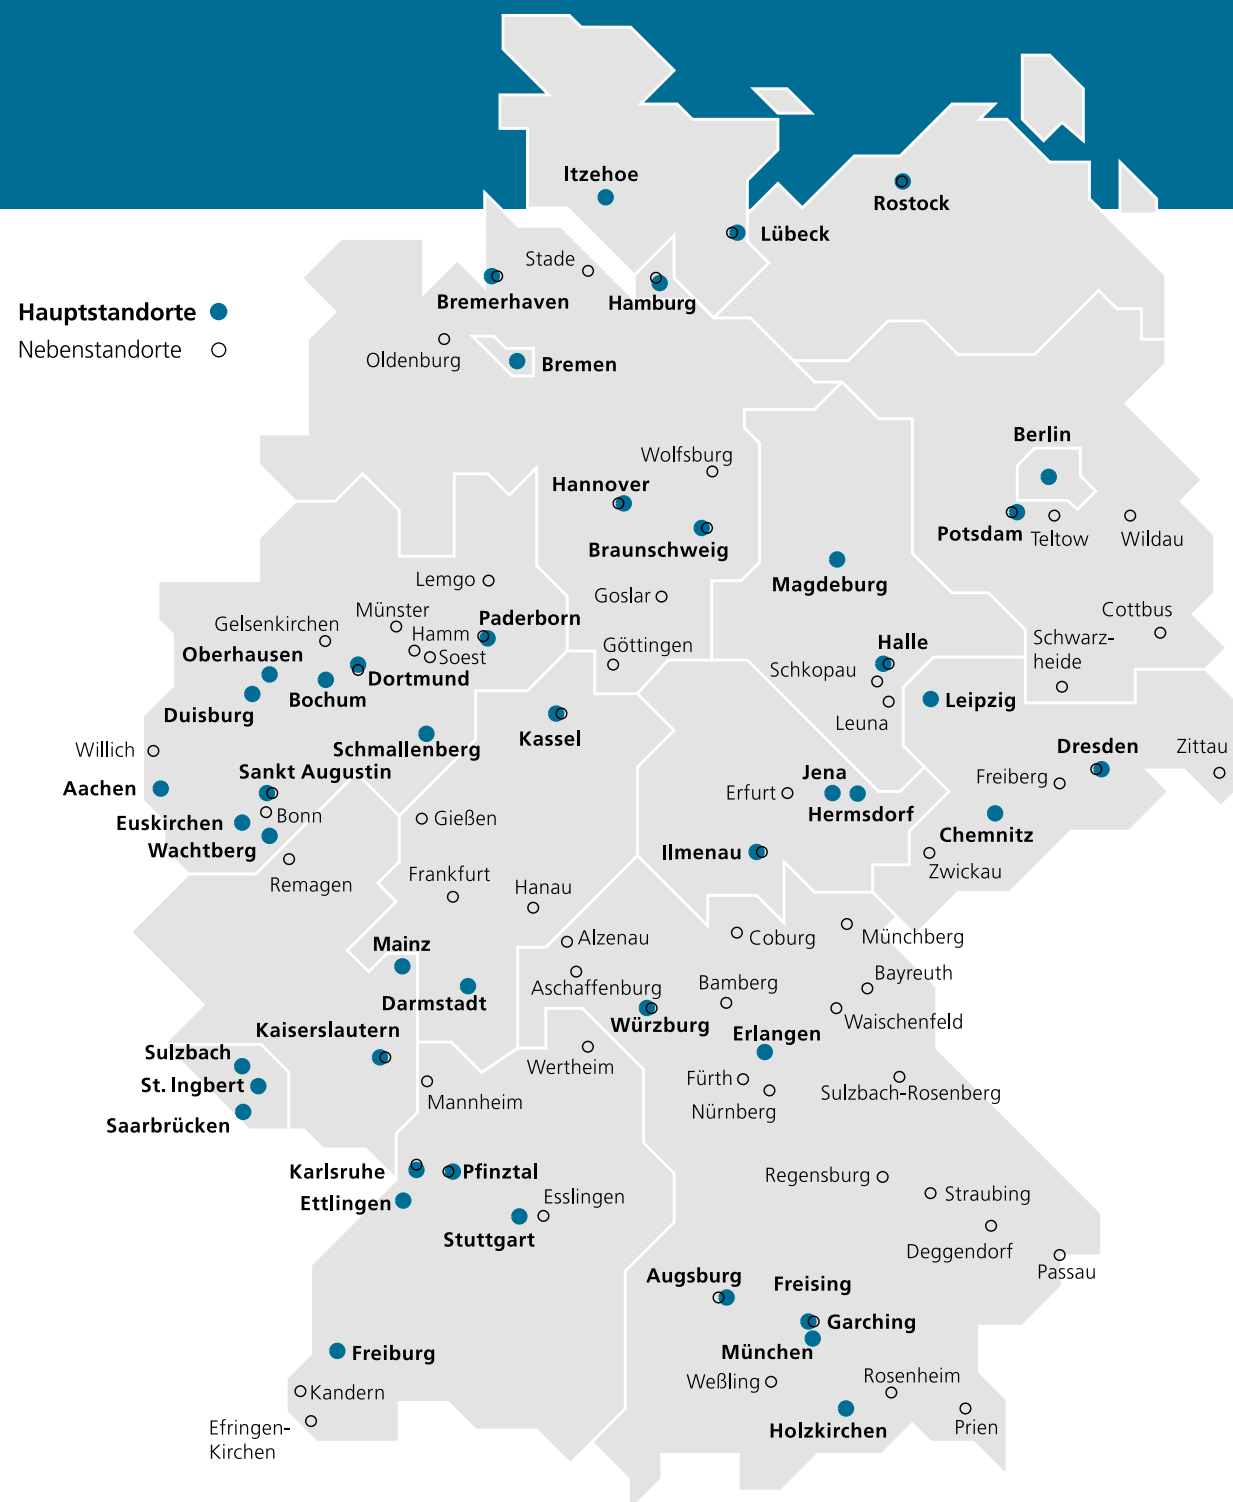 Itzehoe
Rostock
Lübeck
Stade
Bremerhaven
Hamburg
Hauptstandorte
Nebenstandorte
Oldenburg
Bremen
Berlin
Wolfsburg
Hannover
Potsdam
Teltow
Wildau
Braunschweig
Magdeburg
Lemgo
Goslar
Münster
Cottbus
Gelsenkirchen
Paderborn
Hamm
Schwarz-
heide
Göttingen
Halle
Oberhausen
Soest
Schkopau
Dortmund
Bochum
Leipzig
Duisburg
Leuna
Kassel
Schmallenberg
Willich
Dresden
Zittau
Sankt Augustin
Jena
Freiberg
Aachen
Erfurt
Hermsdorf
Bonn
Gießen
Euskirchen
Chemnitz
Wachtberg
Ilmenau
Zwickau
Remagen
Frankfurt
Hanau
Alzenau
Coburg
Münchberg
Mainz
Bayreuth
Aschaffenburg
Bamberg
Darmstadt
Waischenfeld
Würzburg
Kaiserslautern
Erlangen
Sulzbach
Wertheim
St. Ingbert
Fürth
Sulzbach-Rosenberg
Mannheim
Nürnberg
Saarbrücken
Karlsruhe
Pfinztal
Regensburg
Straubing
Ettlingen
Esslingen
Stuttgart
Deggendorf
Passau
Augsburg
Freising
Garching
Freiburg
München
Weßling
Rosenheim
Kandern
Efringen-
Kirchen
Holzkirchen
Prien